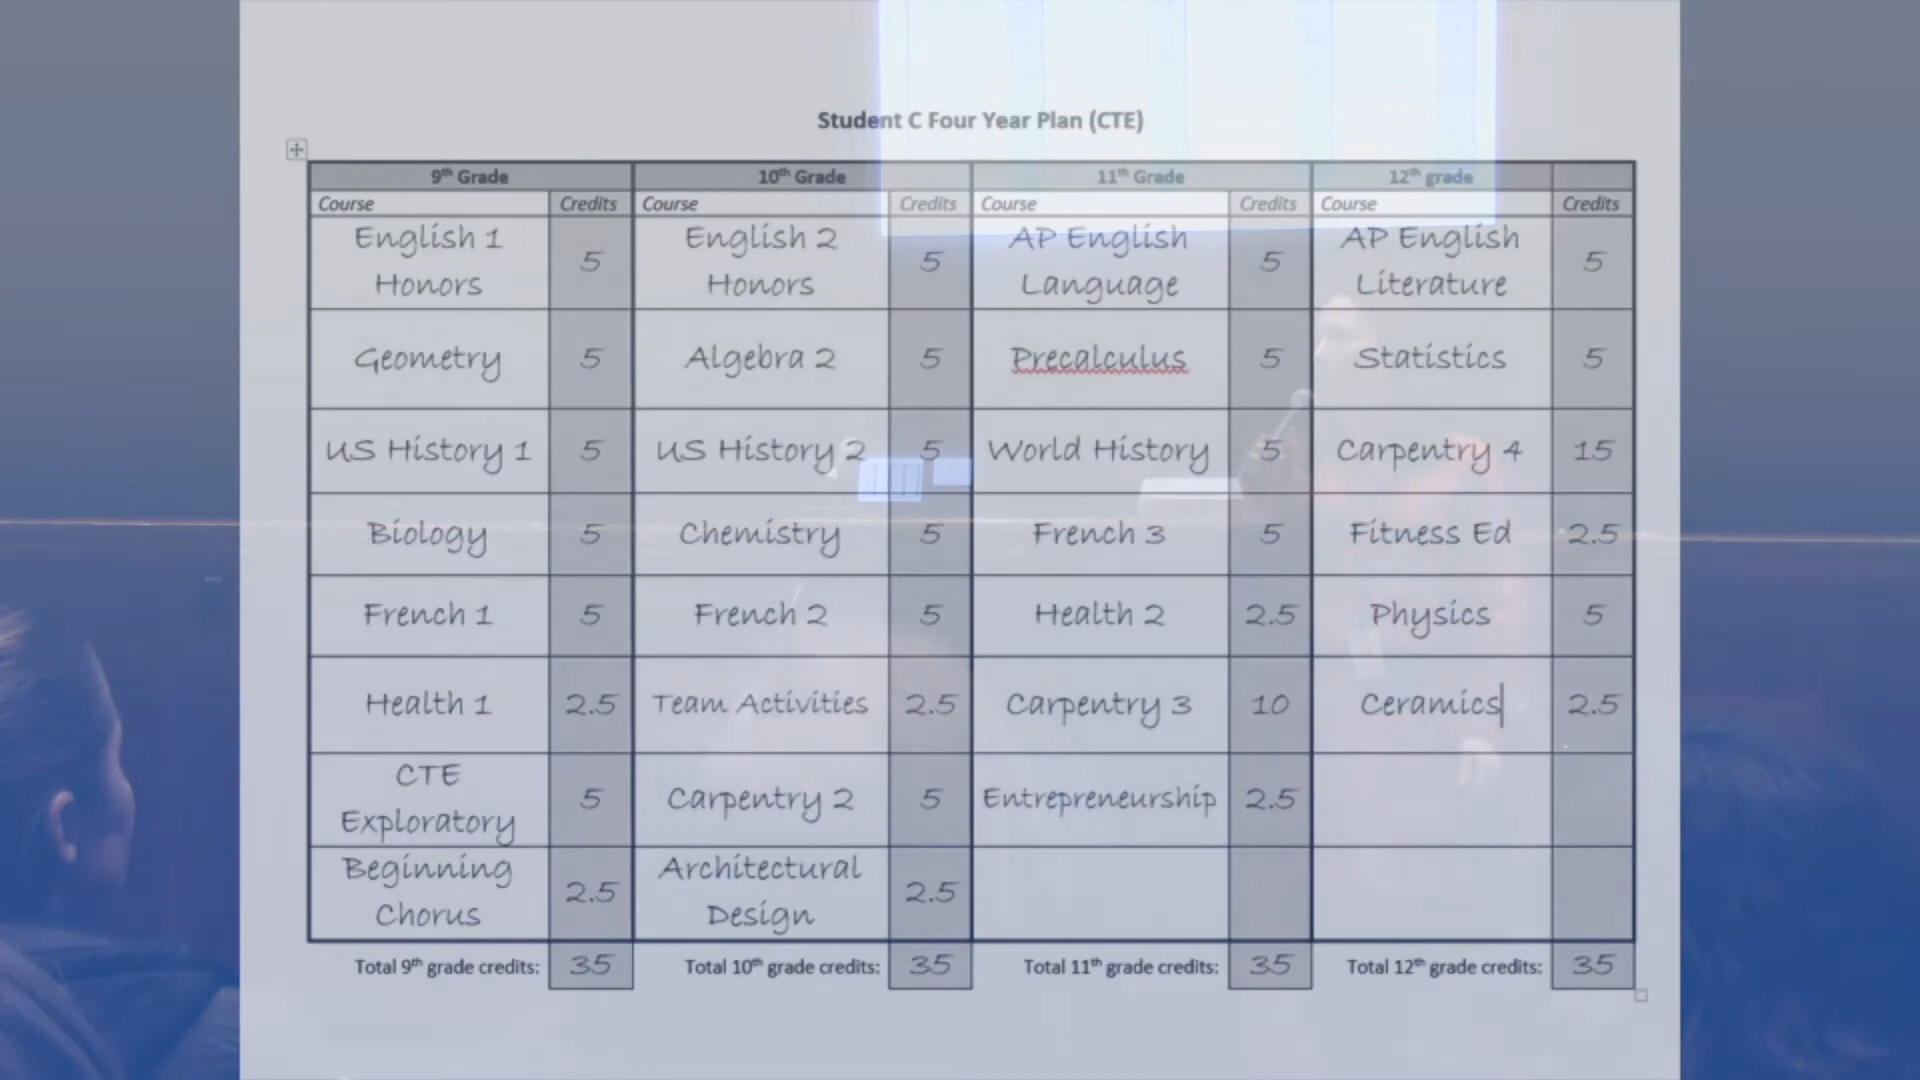 Student C Four Year Plan (CTE)
9th Grade 10th Grade 11th Grade 12th grade
Course Credits Course Credits Course Credits Course Credits
English 1 Honors 5 English 2 Honors 5 AP English Language 5 AP English Literature 5
Geometry 5 Algebra 2 5 Precalculus 5 Statistics 5
US History 1 5 US History 2 5 World History 5 Carpentry 4 15
Biology 5 Chemistry 5 French 3 5 Fitness Ed 2.5
French 1 5 French 2 5 Health 2 2.5 Physics 5
Health 1 2.5 Team Activities 2.5 Carpentry 3 10 Ceramics 2.5
CTE Exploratory 5 Carpentry 2 5 Entrepreneurship 2.5
Beginning Chorus 2.5 Architectural Design 2.5
Total 9th grade credits: 35 Total 10th grade credits: 35 Total 11th grade credits: 35 Total 12th grade credits: 35